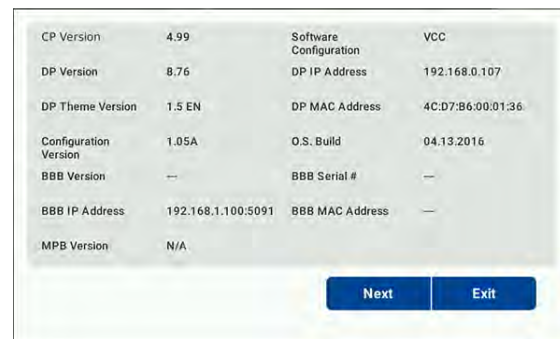 CP Version 4.99 Software Configuration VCC
DP Version 8.76 DP IP Address 192.168.0.107
DP Theme Version 1.5 EN DP MAC Address 4C:D7:B6:00:01:36
Configuration Version 1.05A O.S. Build 04.13.2016
BBB Version --- BBB Serial # ---
BBB IP Address 192.168.1.100:5091 BBB MAC Address ---
MPB Version N/A
Next Exit